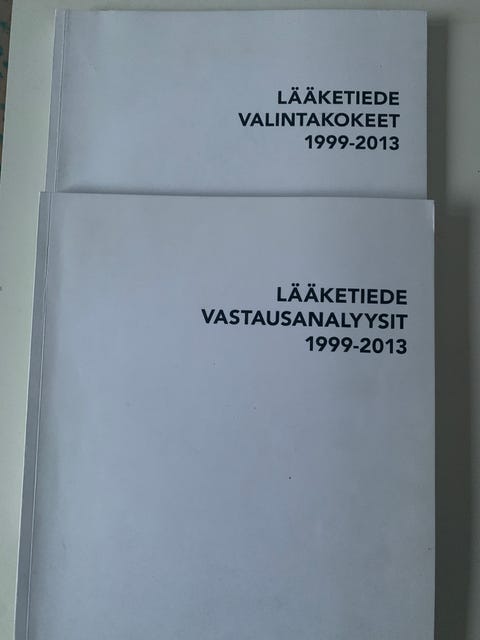 LÄÄKETIEDE
VALINTAKOKEET
1999-2013
LÄÄKETIEDE
VASTAUSANALYYSIT
1999-2013